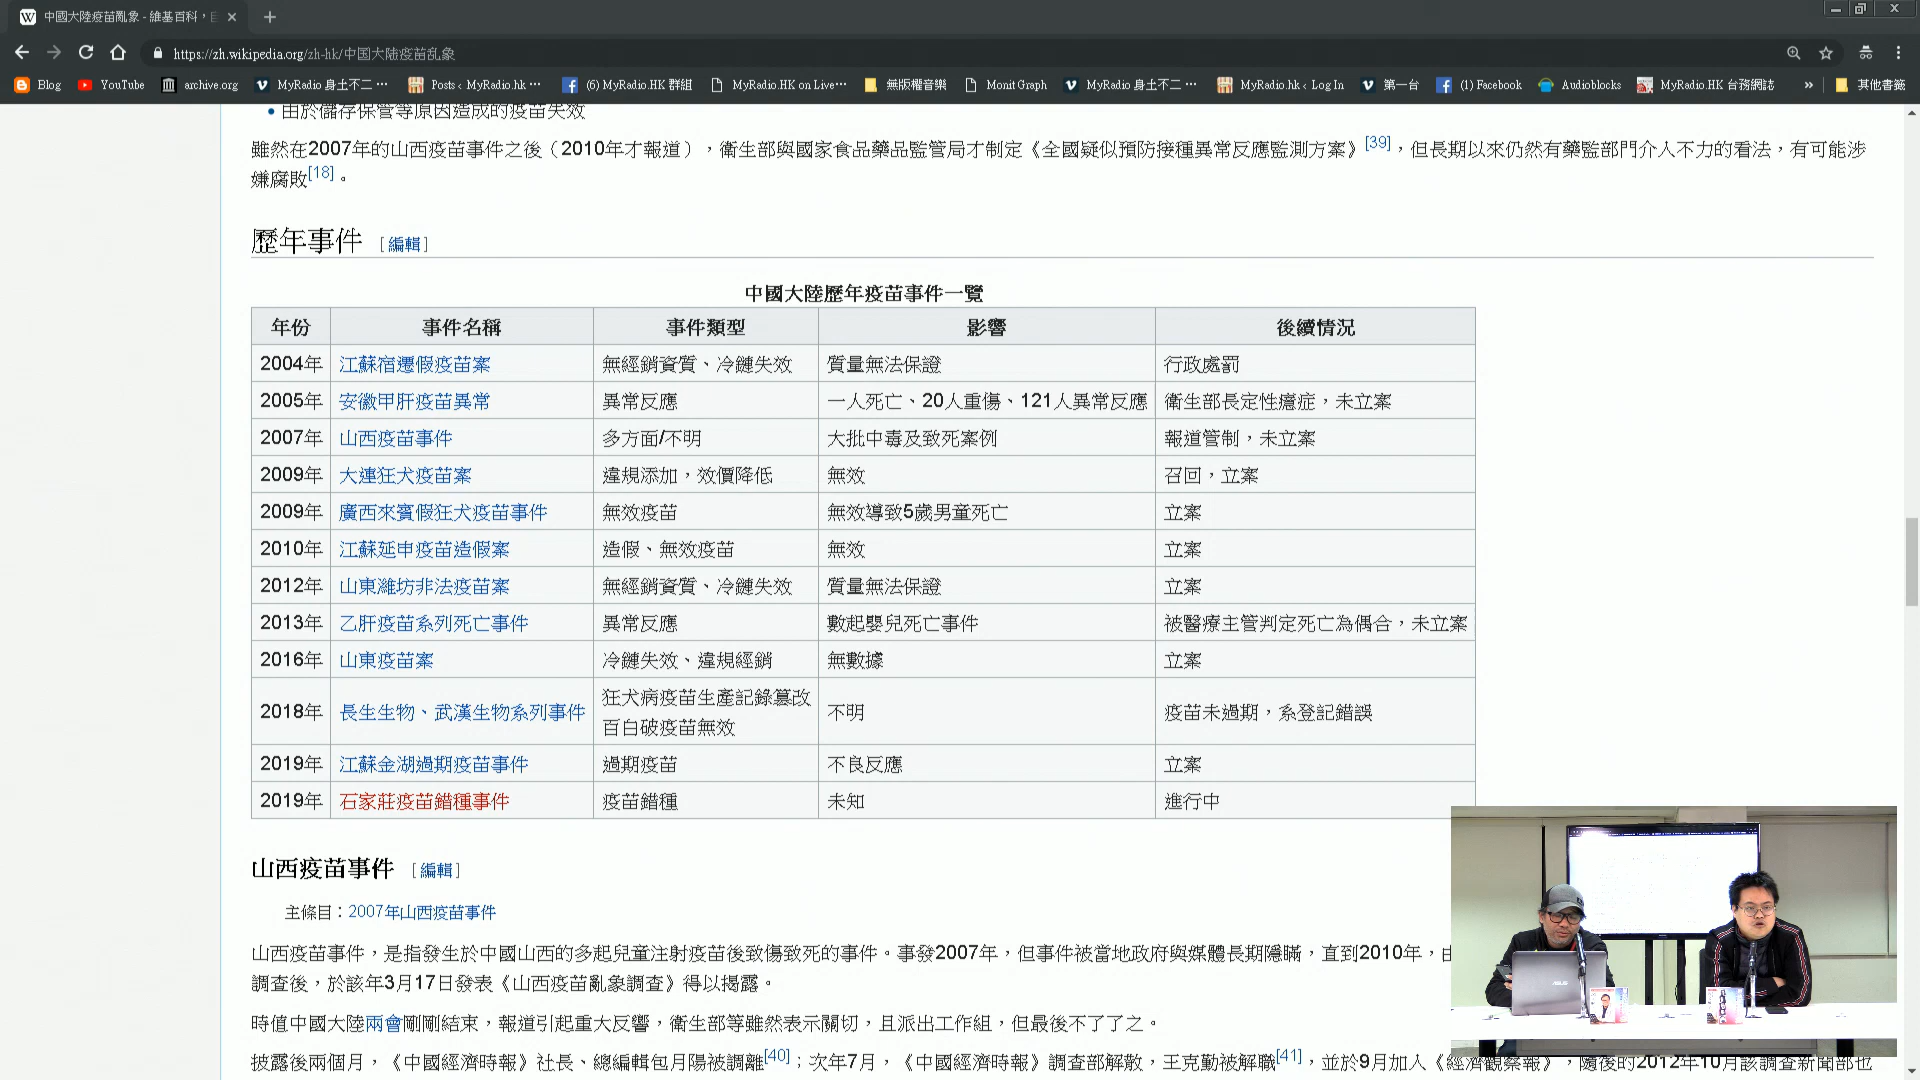 中國大陸疫苗亂象 - 維基百科，自
https://zh.wikipedia.org/zh-hk/中国大陆疫苗乱象
Blog YouTube archive.org MyRadio 身土不二 ··· Posts ‹ MyRadio.hk ··· (6) MyRadio.HK 群組 MyRadio.HK on Live··· 無版權音樂 Monit Graph MyRadio 身土不二 ··· MyRadio.hk ‹ Log In 第一台 (1) Facebook Audioblocks MyRadio.HK 台務網誌 » 其他書籤
• 由於儲存保管等原因造成的疫苗失效
雖然在2007年的山西疫苗事件之後（2010年才報道），衛生部與國家食品藥品監管局才制定《全國疑似預防接種異常反應監測方案》[39]，但長期以來仍然有藥監部門介入不力的看法，有可能涉
嫌腐敗[18]。
歷年事件 [編輯]
中國大陸歷年疫苗事件一覽
年份 事件名稱 事件類型 影響 後續情況
2004年 江蘇宿遷假疫苗案 無經銷資質、冷鏈失效 質量無法保證 行政處罰
2005年 安徽甲肝疫苗異常 異常反應 一人死亡、20人重傷、121人異常反應 衛生部長定性癔症，未立案
2007年 山西疫苗事件 多方面/不明 大批中毒及致死案例 報道管制，未立案
2009年 大連狂犬疫苗案 違規添加，效價降低 無效 召回，立案
2009年 廣西來賓假狂犬疫苗事件 無效疫苗 無效導致5歲男童死亡 立案
2010年 江蘇延申疫苗造假案 造假、無效疫苗 無效 立案
2012年 山東濰坊非法疫苗案 無經銷資質、冷鏈失效 質量無法保證 立案
2013年 乙肝疫苗系列死亡事件 異常反應 數起嬰兒死亡事件 被醫療主管判定死亡為偶合，未立案
2016年 山東疫苗案 冷鏈失效、違規經銷 無數據 立案
2018年 長生生物、武漢生物系列事件 狂犬病疫苗生產記錄篡改 不明 疫苗未過期，系登記錯誤
百白破疫苗無效
2019年 江蘇金湖過期疫苗事件 過期疫苗 不良反應 立案
2019年 石家莊疫苗錯種事件 疫苗錯種 未知 進行中
山西疫苗事件 [編輯]
主條目：2007年山西疫苗事件
山西疫苗事件，是指發生於中國山西的多起兒童注射疫苗後致傷致死的事件。事發2007年，但事件被當地政府與媒體長期隱瞞，直到2010年，由
調查後，於該年3月17日發表《山西疫苗亂象調查》得以揭露。
時值中國大陸兩會剛剛結束，報道引起重大反響，衛生部等雖然表示關切，且派出工作組，但最後不了了之。
披露後兩個月，《中國經濟時報》社長、總編輯包月陽被調離[40]；次年7月，《中國經濟時報》調查部解散，王克勤被解職[41]，並於9月加入《經濟觀察報》，隨後的2012年10月該調查新聞部也
ASUS